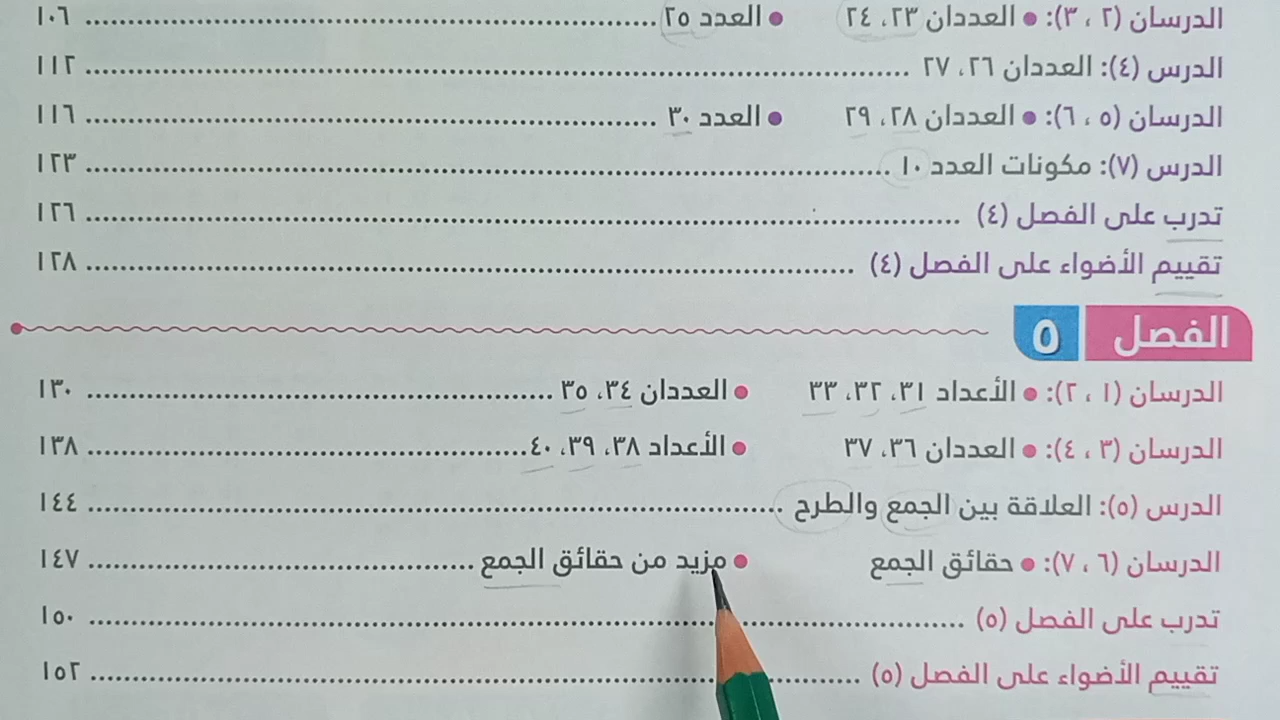 الدرسان (٢ ، ٣): • العددان ٢٣، ٢٤ • العدد ٢٥ ........ ١٠٦
الدرس (٤): العددان ٢٦، ٢٧ ........ ١١٢
الدرسان (٥ ، ٦): • العددان ٢٨، ٢٩ • العدد ٣٠ ........ ١١٦
الدرس (٧): مكونات العدد ١٠ ........ ١٢٣
تدرب على الفصل (٤) ........ ١٢٦
تقييم الأضواء على الفصل (٤) ........ ١٢٨
الفصل ٥
الدرسان (١ ، ٢): • الأعداد ٣١، ٣٢، ٣٣ • العددان ٣٤، ٣٥ ........ ١٣٠
الدرسان (٣ ، ٤): • العددان ٣٦، ٣٧ • الأعداد ٣٨، ٣٩، ٤٠ ........ ١٣٨
الدرس (٥): العلاقة بين الجمع والطرح ........ ١٤٤
الدرسان (٦ ، ٧): • حقائق الجمع • مزيد من حقائق الجمع ........ ١٤٧
تدرب على الفصل (٥) ........ ١٥٠
تقييم الأضواء على الفصل (٥) ........ ١٥٢